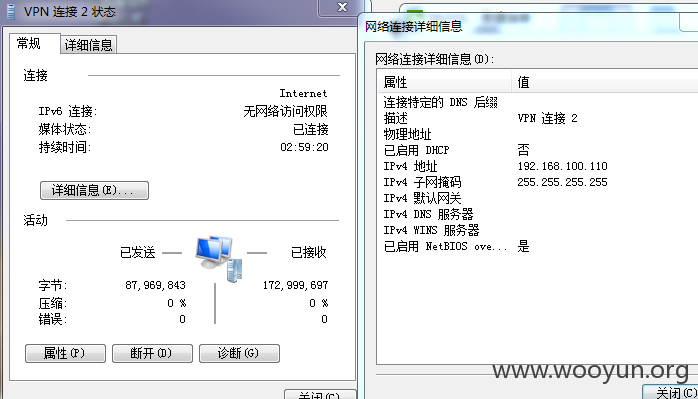 VPN 连接 2 状态
常规
详细信息
连接
Internet
IPv6 连接: 无网络访问权限
媒体状态: 已连接
持续时间: 02:59:20
详细信息(E)...
活动
已发送 已接收
字节: 87,969,843 172,999,697
压缩: 0 % 0 %
错误: 0 0
属性(P) 断开(D) 诊断(G)
关闭(C)
网络连接详细信息
网络连接详细信息(D):
属性 值
连接特定的 DNS 后缀
描述 VPN 连接 2
物理地址
已启用 DHCP 否
IPv4 地址 192.168.100.110
IPv4 子网掩码 255.255.255.255
IPv4 默认网关
IPv4 DNS 服务器
IPv4 WINS 服务器
已启用 NetBIOS ove... 是
www.wooyun.org
关闭(C)